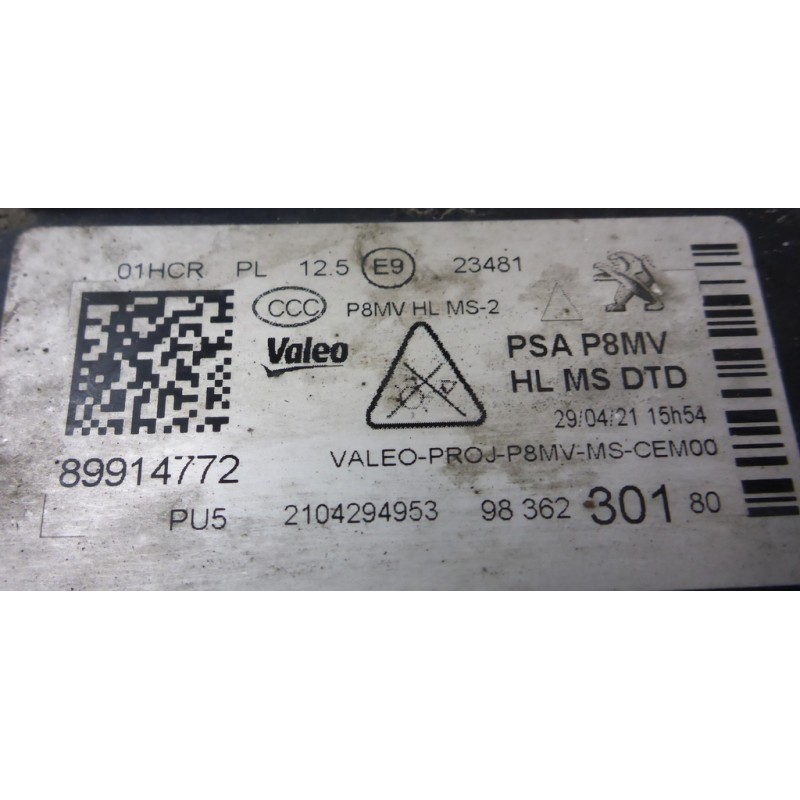 01HCR PL 12.5 E9 23481
CCC P8MV HL MS-2
Valeo
PSA P8MV
HL MS DTD
29/04/21 15h54
VALEO-PROJ-P8MV-MS-CEM00
89914772
PU5 2104294953 98 362 301 80